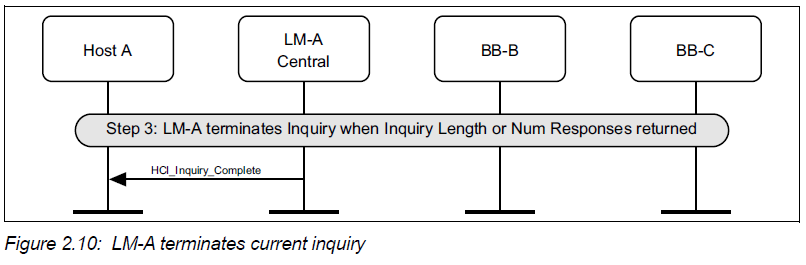 Host A
LM-A
Central
BB-B
BB-C
Step 3: LM-A terminates Inquiry when Inquiry Length or Num Responses returned
HCI_Inquiry_Complete
Figure 2.10: LM-A terminates current inquiry